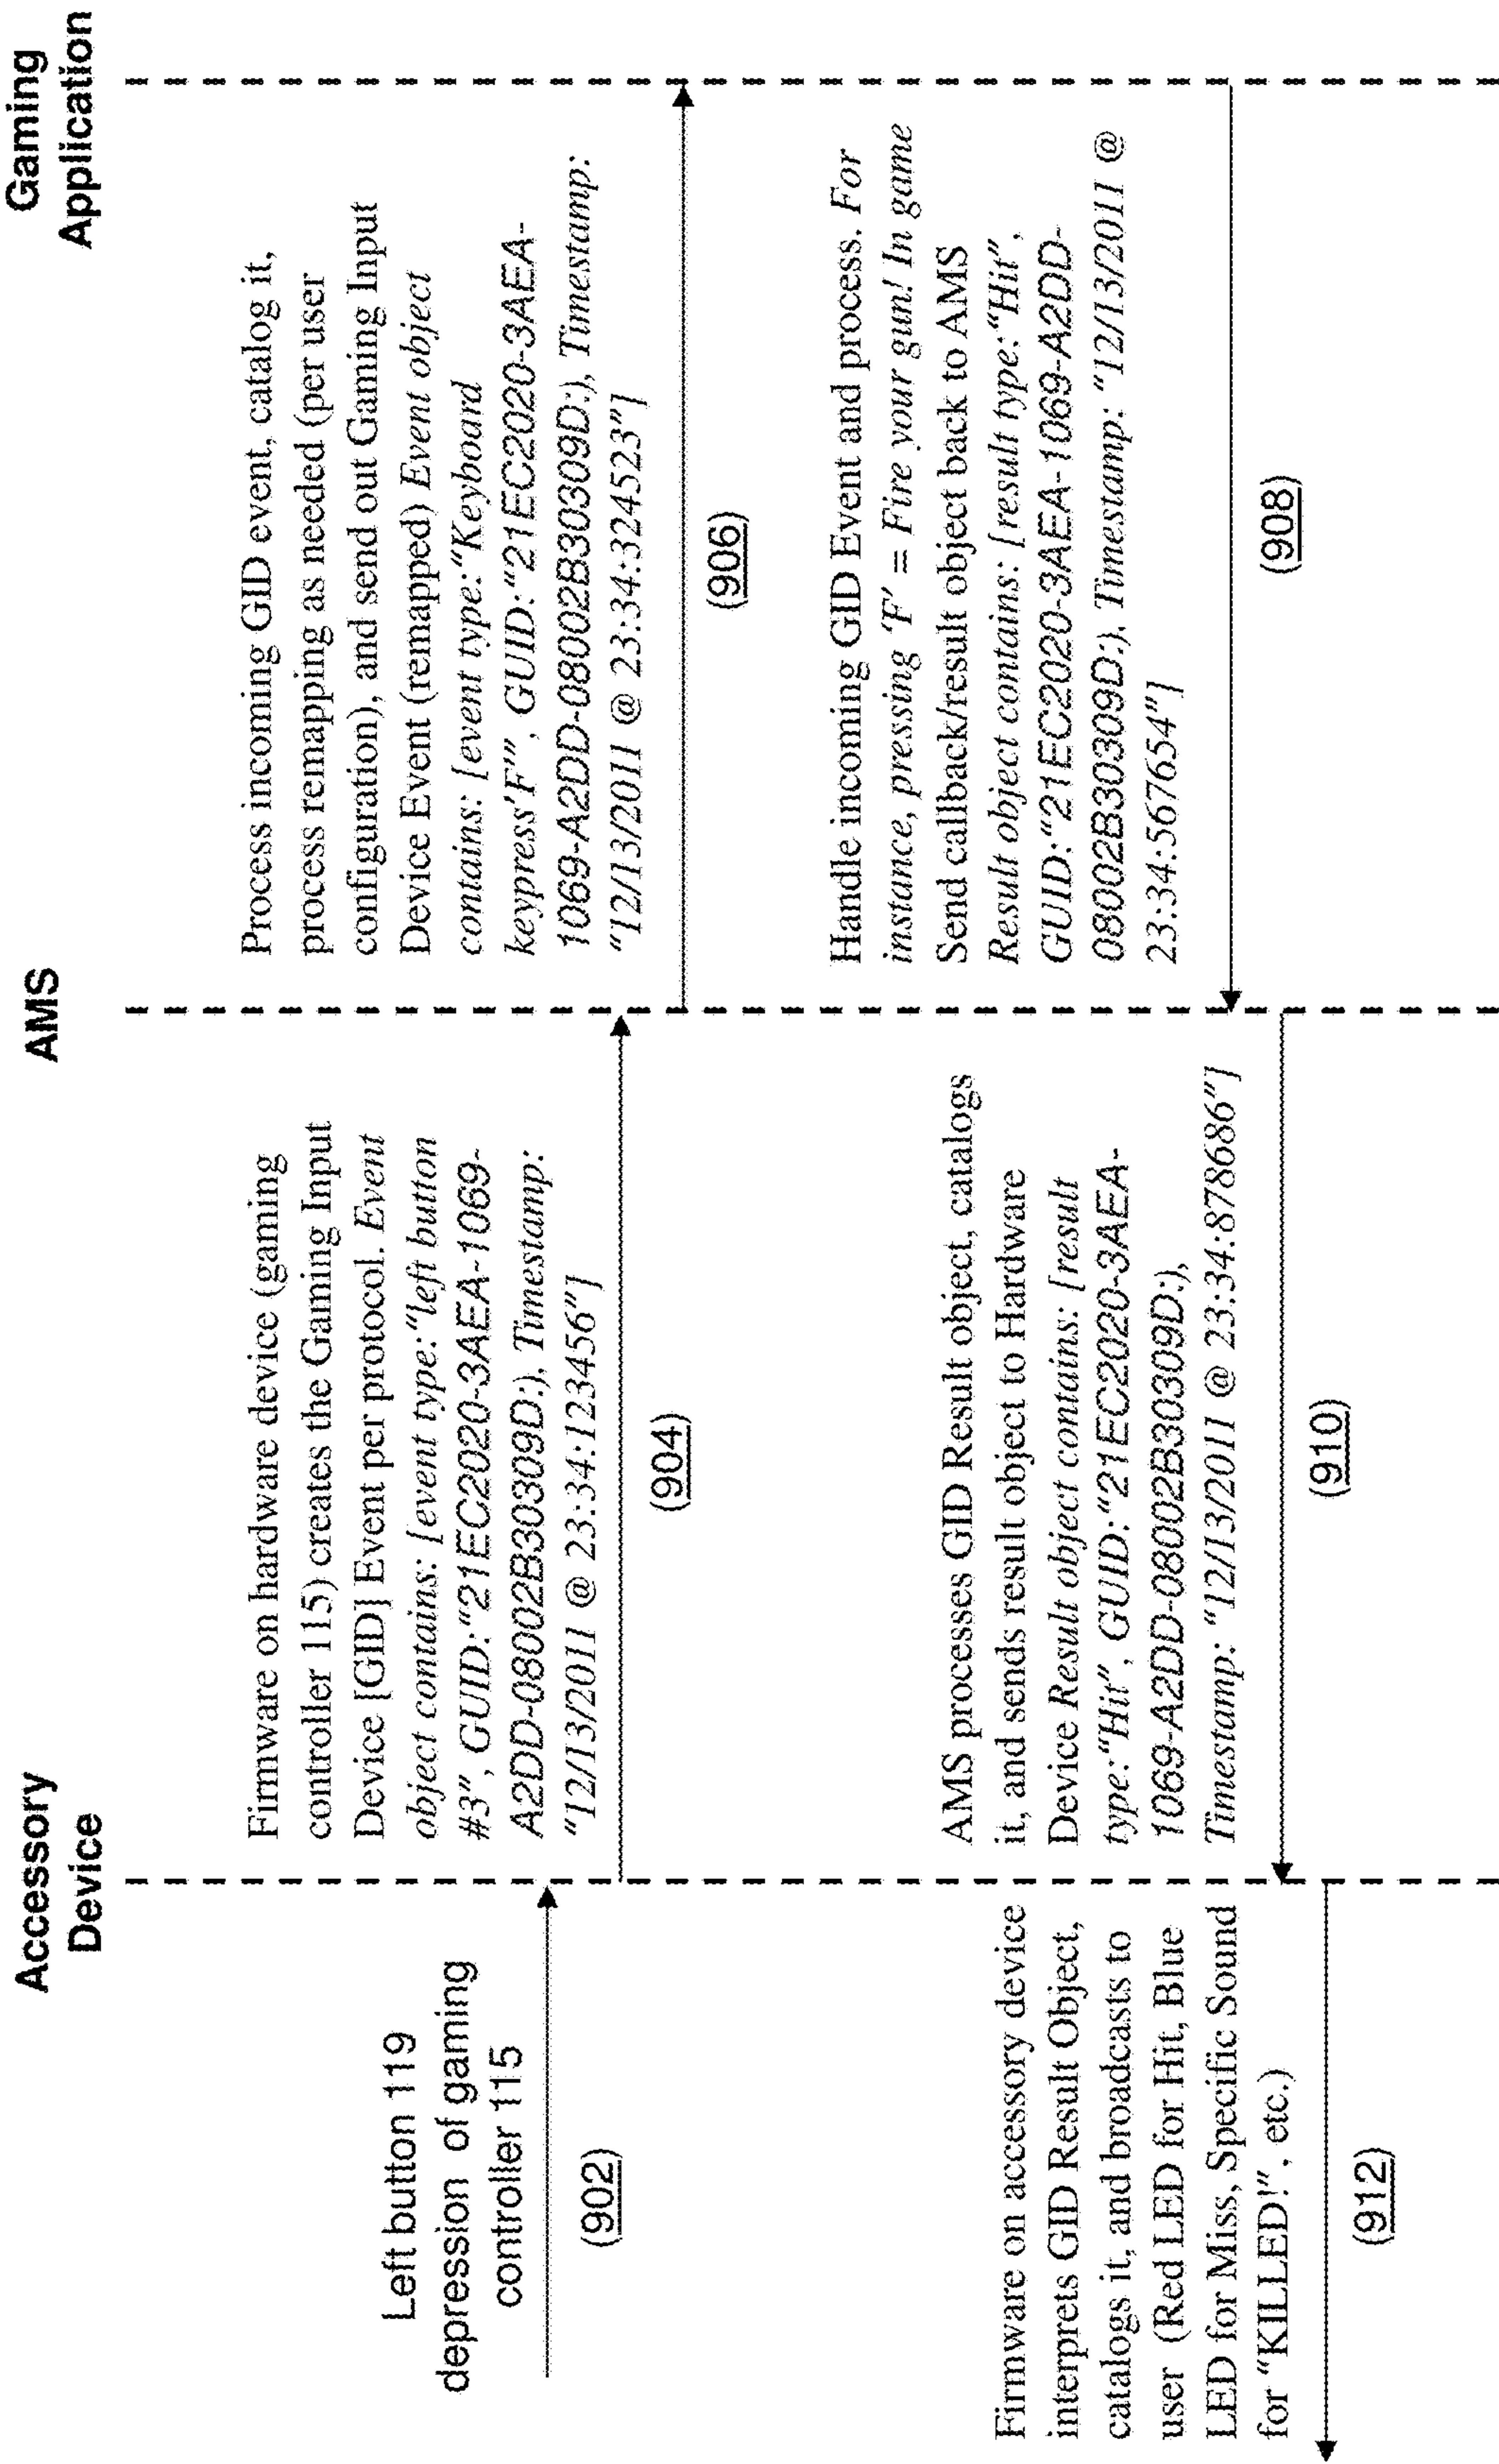 Accessory
Device
AMS
Gaming
Application
Left button 119
depression of gaming
controller 115
(902)
Firmware on hardware device (gaming
controller 115) creates the Gaming Input
Device [GID] Event per protocol. Event
object contains: [event type:"left button
#3", GUID:"21EC2020-3AEA-1069-
A2DD-08002B30309D:), Timestamp:
"12/13/2011 @ 23:34:123456"]
(904)
Process incoming GID event, catalog it,
process remapping as needed (per user
configuration), and send out Gaming Input
Device Event (remapped) Event object
contains: [event type:"Keyboard
keypress'F'", GUID:"21EC2020-3AEA-
1069-A2DD-08002B30309D:), Timestamp:
"12/13/2011 @ 23:34:324523"]
(906)
Handle incoming GID Event and process. For
instance, pressing 'F' = Fire your gun! In game
Send callback/result object back to AMS
Result object contains: [result type:"Hit",
GUID:"21EC2020-3AEA-1069-A2DD-
08002B30309D:), Timestamp: "12/13/2011 @
23:34:567654"]
(908)
AMS processes GID Result object, catalogs
it, and sends result object to Hardware
Device Result object contains: [result
type:"Hit", GUID:"21EC2020-3AEA-
1069-A2DD-08002B30309D:),
Timestamp: "12/13/2011 @ 23:34:878686"]
(910)
Firmware on accessory device
interprets GID Result Object,
catalogs it, and broadcasts to
user (Red LED for Hit, Blue
LED for Miss, Specific Sound
for "KILLED!", etc.)
(912)